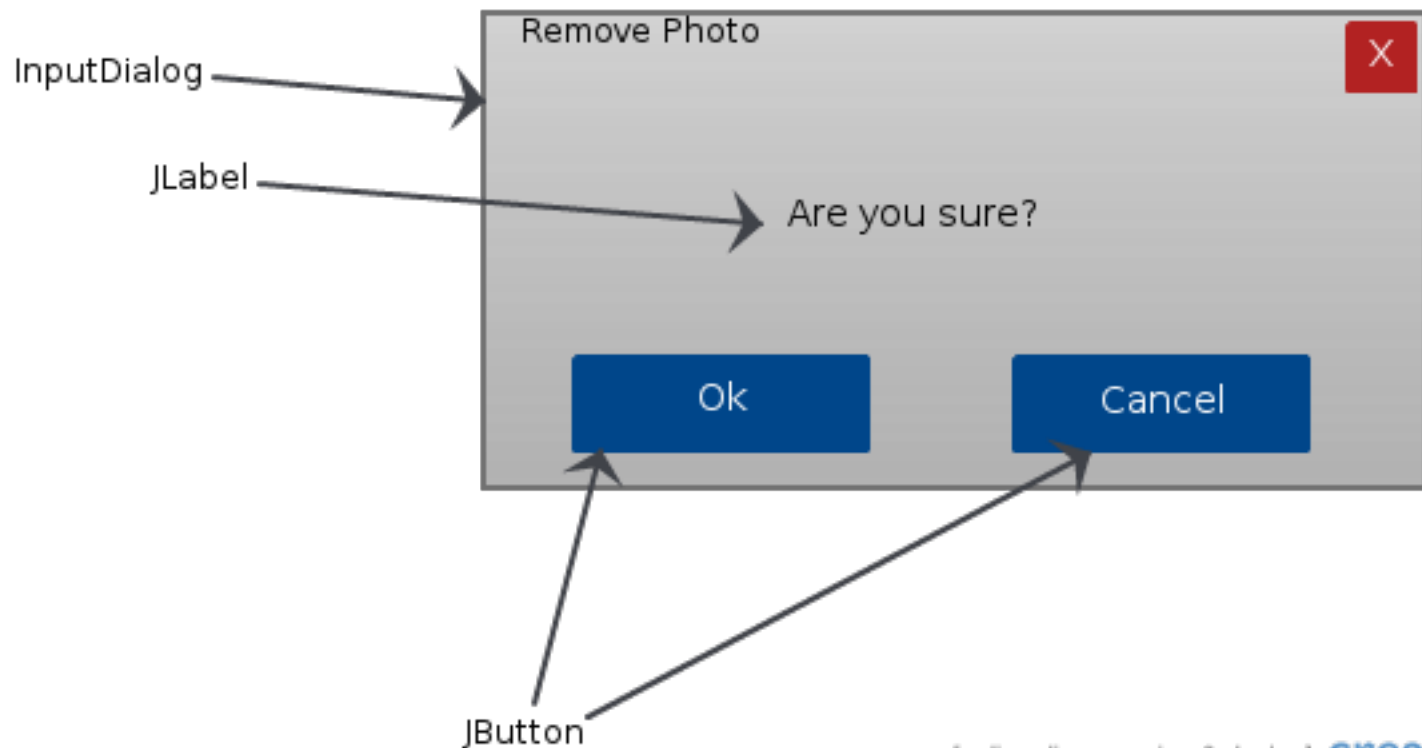 Remove Photo
X
InputDialog
JLabel
Are you sure?
Ok
Cancel
JButton